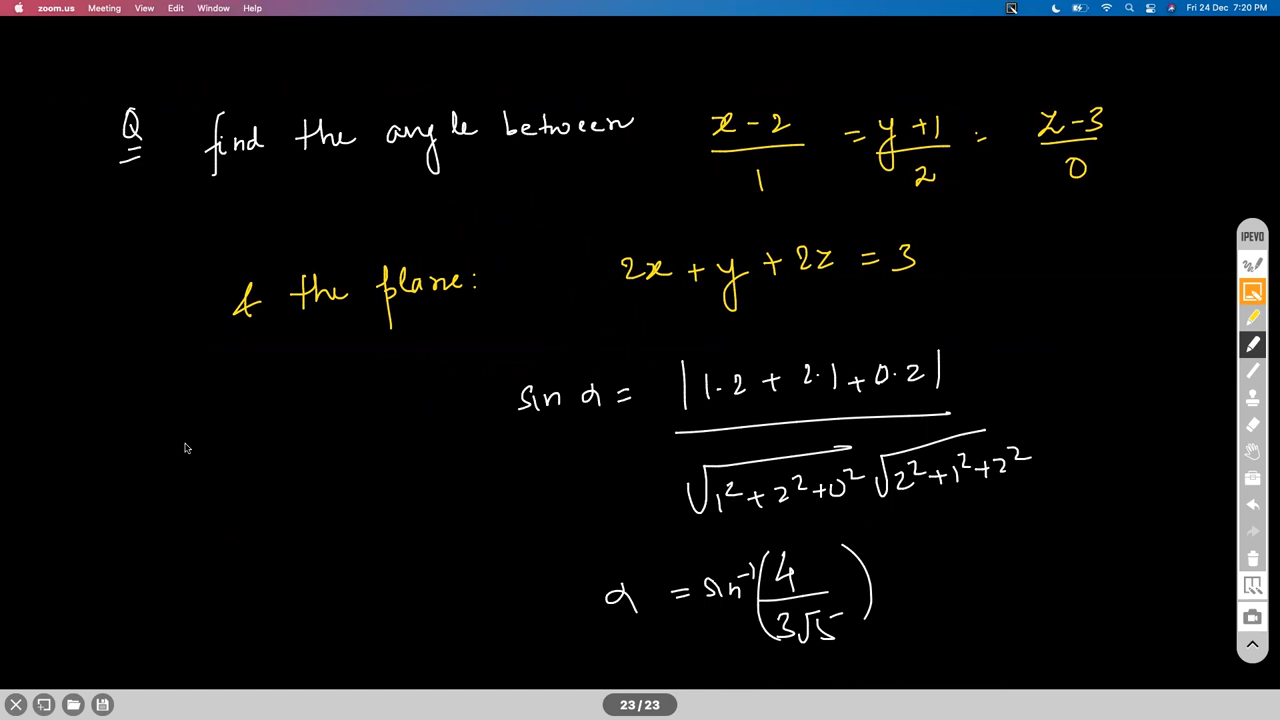 zoom.us Meeting View Edit Window Help Fri 24 Dec 7:20 PM
Q find the angle between x-2/1 = y+1/2 = z-3/0
& the plane: 2x + y + 2z = 3
IPEVO
sin α = |1.2 + 2.1 + 0.2| / √1²+2²+0² √2²+1²+2²
α = sin⁻¹(4/3√5)
23/23